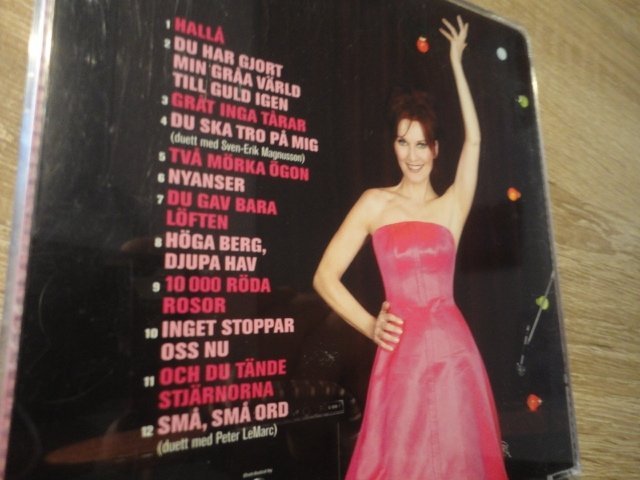 1 HALLÅ
2 DU HAR GJORT
MIN GRÅA VÄRLD
TILL GULD IGEN
3 GRÅT INGA TÅRAR
4 DU SKA TRO PÅ MIG
(duett med Sven-Erik Magnusson)
5 TVÅ MÖRKA ÖGON
6 NYANSER
7 DU GAV BARA
LÖFTEN
8 HÖGA BERG,
DJUPA HAV
9 10 000 RÖDA
ROSOR
10 INGET STOPPAR
OSS NU
11 OCH DU TÄNDE
STJÄRNORNA
12 SMÅ, SMÅ ORD
(duett med Peter LeMarc)